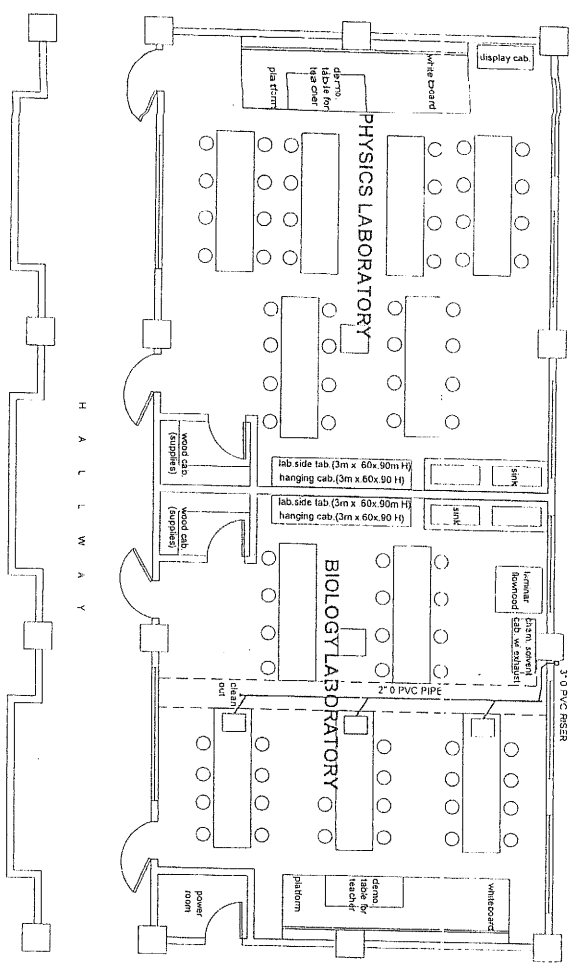 display cab.
white board
demo.
table for
teacher
platform
PHYSICS LABORATORY
HALLWAY
wood cab.
(supplies)
lab.side tab.(3m x 60x.90m H)
hanging cab.(3m x 60x.90 H)
sink
wood cab
(supplies)
lab.side tab.(3m x 60x.90m H)
hanging cab.(3m x 60x.90 H)
sink
BIOLOGY LABORATORY
laminar
flowhood
chem. solvent
cab. w/ exhaust
3" 0 PVC RISER
2" 0 PVC PIPE
clean
out
power
room
platform
demo
table for
teacher
whiteboard